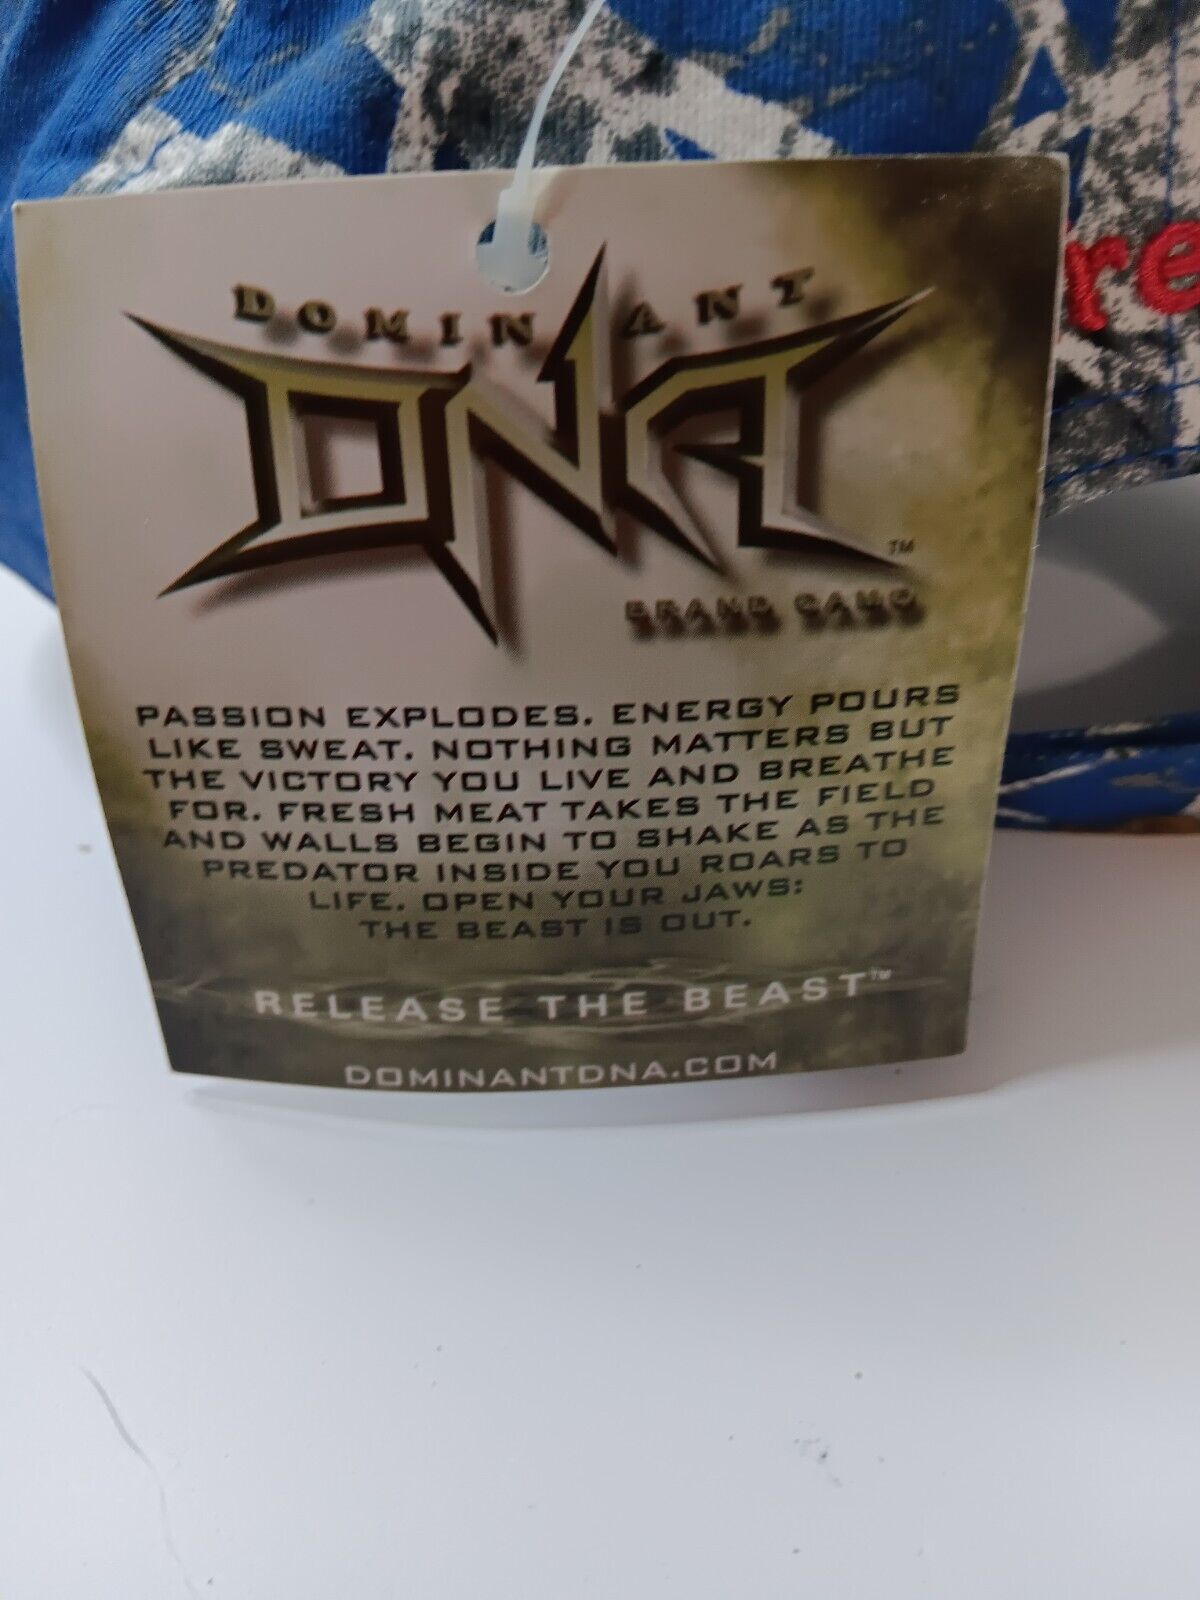 DOMINANT
DNA
TM
BRAND CAMO
re
PASSION EXPLODES. ENERGY POURS
LIKE SWEAT. NOTHING MATTERS BUT
THE VICTORY YOU LIVE AND BREATHE
FOR. FRESH MEAT TAKES THE FIELD
AND WALLS BEGIN TO SHAKE AS THE
PREDATOR INSIDE YOU ROARS TO
LIFE. OPEN YOUR JAWS:
THE BEAST IS OUT.
RELEASE THE BEAST™
DOMINANTDNA.COM